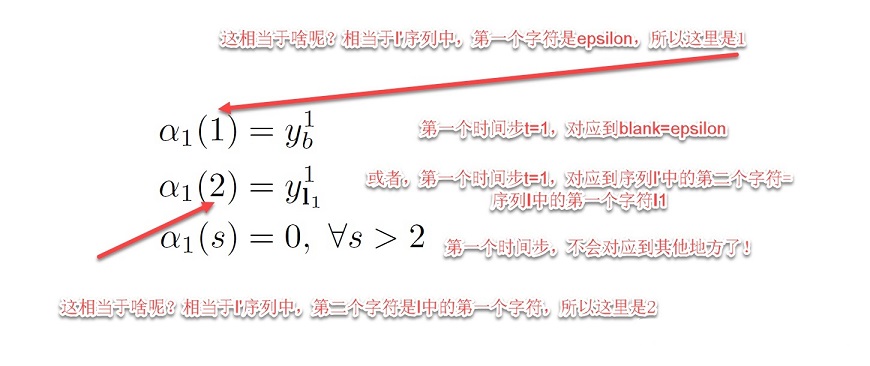 这相当于啥呢？相当于l'序列中，第一个字符是epsilon，所以这里是1
α₁(1) = y_b^1
第一个时间步t=1，对应到blank=epsilon
α₁(2) = y_{l₁}^1
或者，第一个时间步t=1，对应到序列l'中的第二个字符=
序列l中的第一个字符l1
α₁(s) = 0, ∀s > 2
第一个时间步，不会对应到其他地方了！
这相当于啥呢？相当于l'序列中，第二个字符是l中的第一个字符，所以这里是2